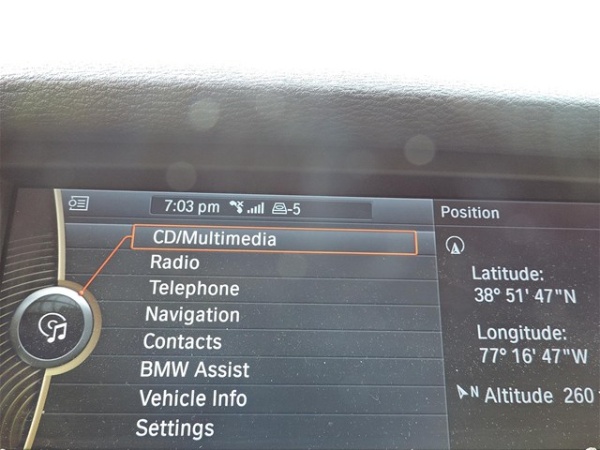 7:03 pm -5
CD/Multimedia
Radio
Telephone
Navigation
Contacts
BMW Assist
Vehicle Info
Settings
Position
Latitude:
38° 51' 47"N
Longitude:
77° 16' 47"W
N Altitude 260